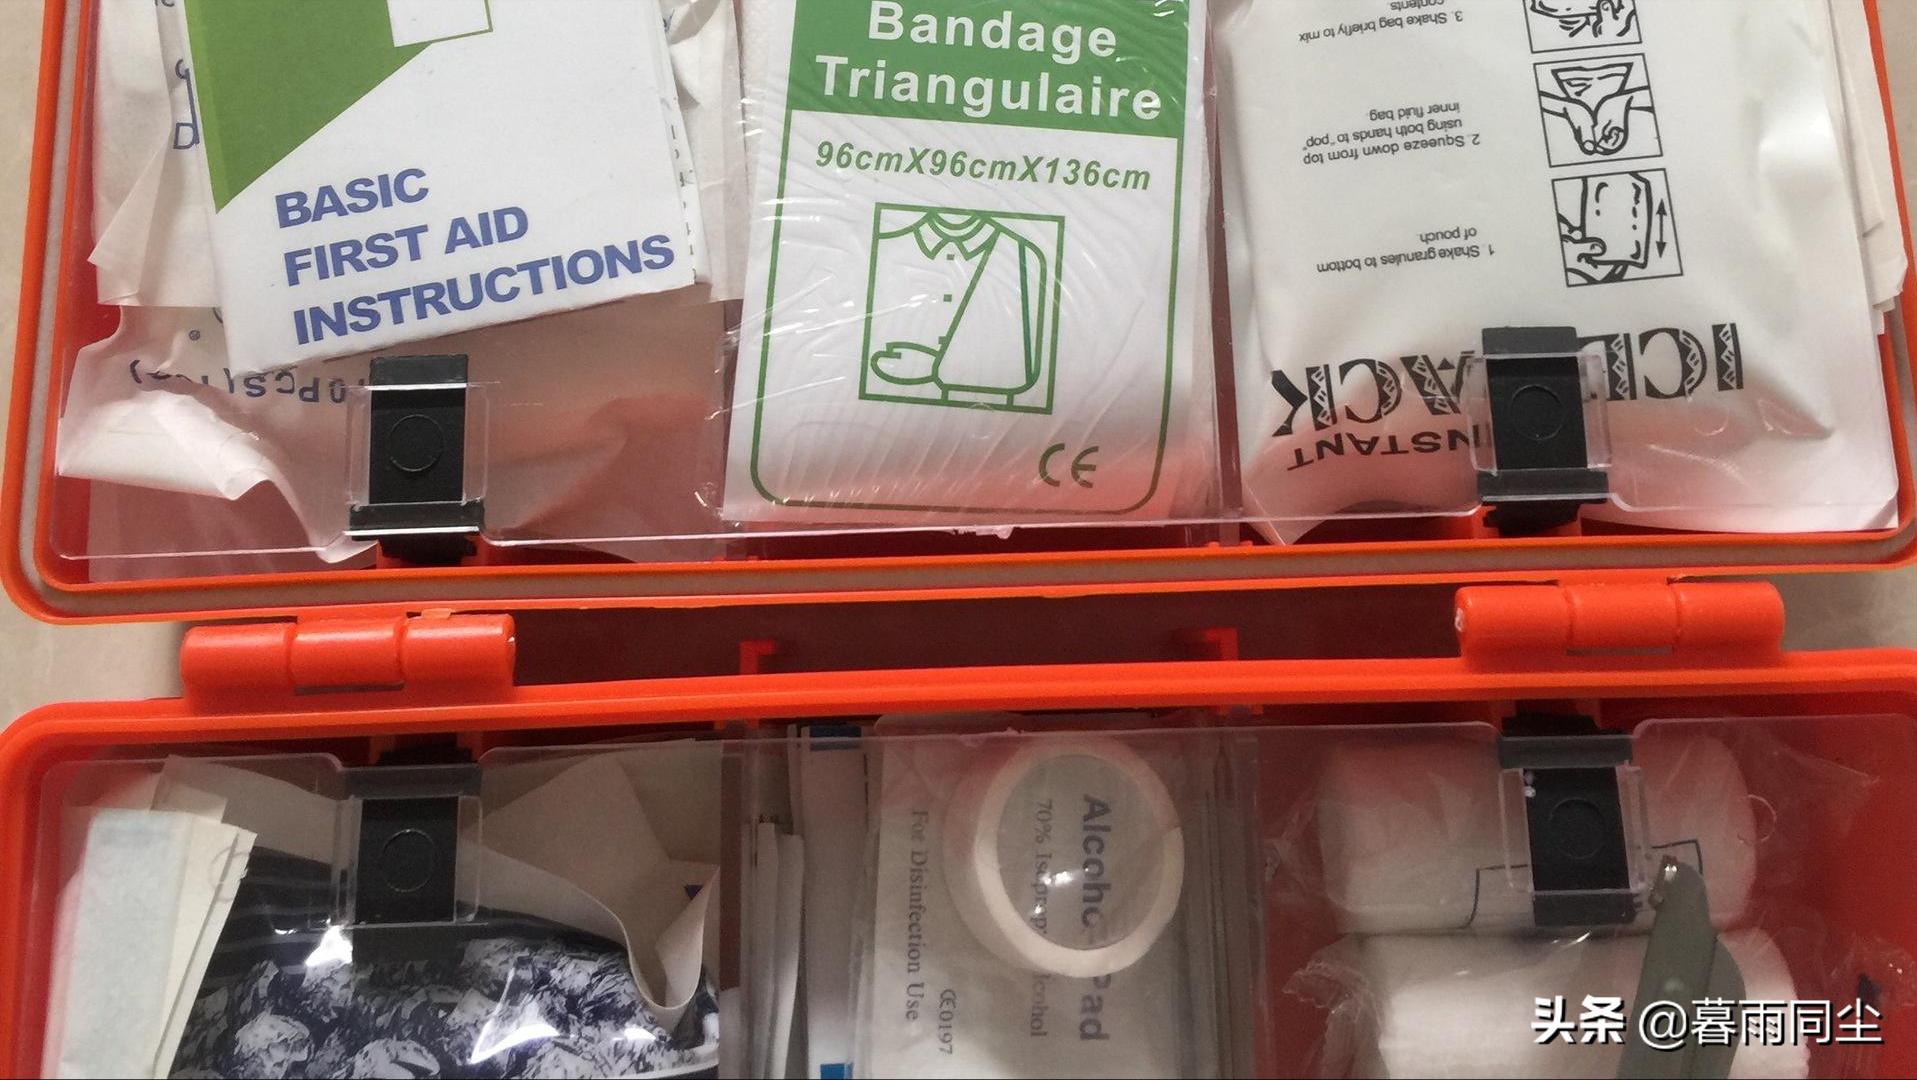 BASIC
FIRST AID
INSTRUCTIONS
Bandage
Triangulaire
96cmX96cmX136cm
CE
INSTANT
ICE
1. Shake granules to bottom
of pouch.
2. Squeeze down from top
using both hands to "pop"
inner fluid bag.
3. Shake bag briefly to mix
contents.
Alcohol Pad
70%
For Disinfection Use
CE0197
头条 @暮雨同尘